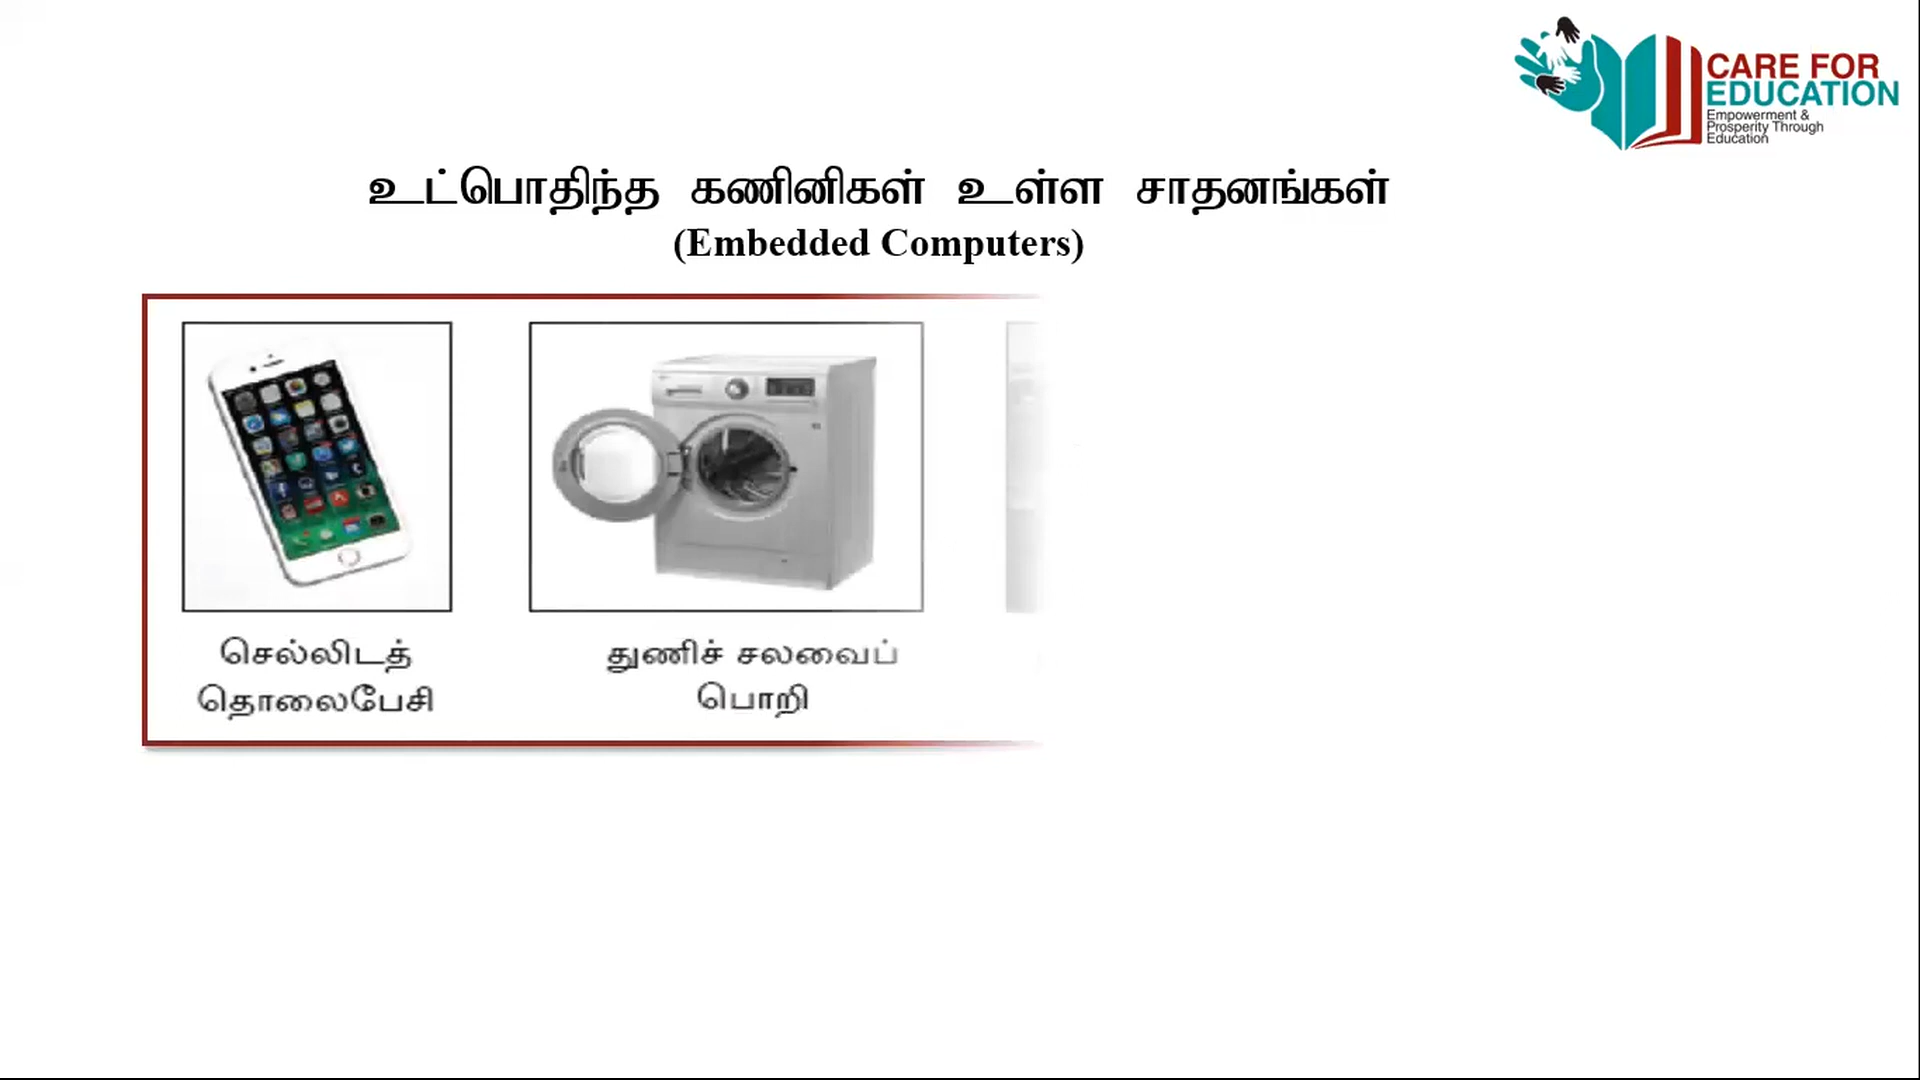 CARE FOR
EDUCATION
Empowerment &
Prosperity Through
Education
உட்பொதிந்த கணினிகள் உள்ள சாதனங்கள்
(Embedded Computers)
செல்லிடத்
தொலைபேசி
துணிச் சலவைப்
பொறி